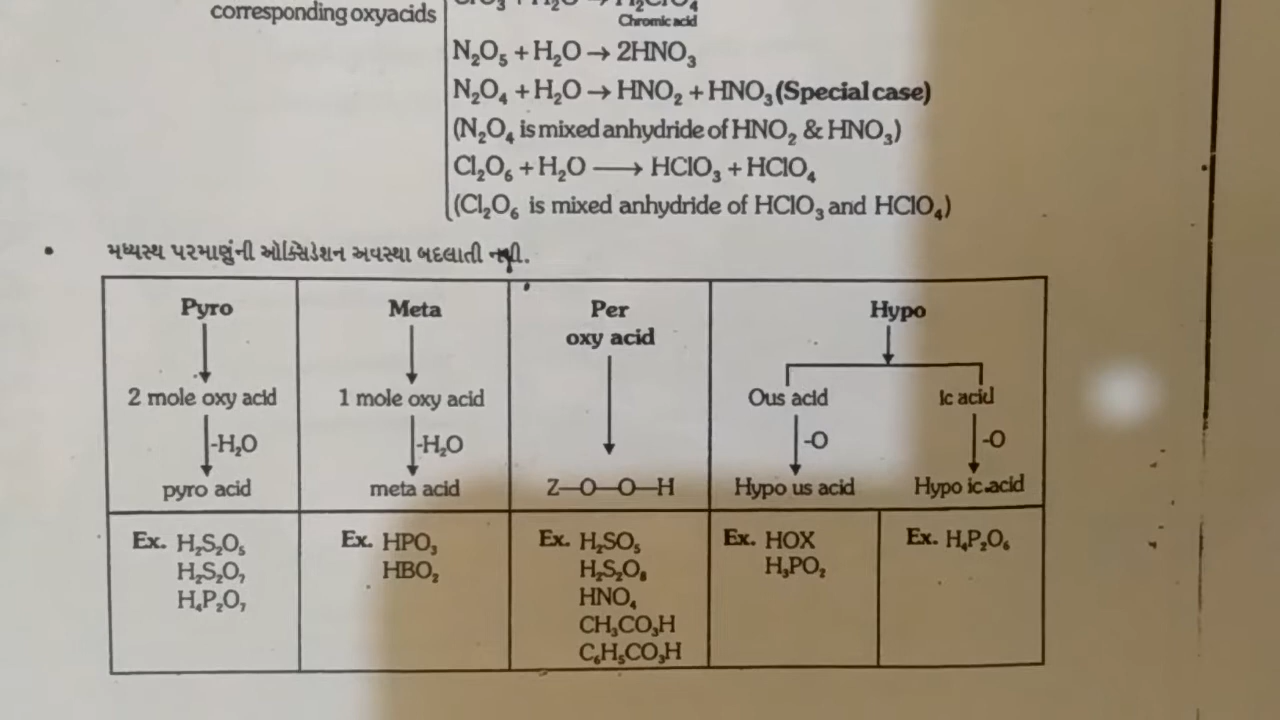 corresponding oxyacids
CrO₃ + H₂O → H₂CrO₄
Chromic acid
N₂O₅ + H₂O → 2HNO₃
N₂O₄ + H₂O → HNO₂ + HNO₃ (Special case)
(N₂O₄ is mixed anhydride of HNO₂ & HNO₃)
Cl₂O₆ + H₂O ⟶ HClO₃ + HClO₄
(Cl₂O₆ is mixed anhydride of HClO₃ and HClO₄)
• મધ્યસ્થ પરમાણુંની ઓક્સિડેશન અવસ્થા બદલાતી નથી.
Pyro
2 mole oxy acid
-H₂O
pyro acid
Ex. H₂S₂O₅
H₂S₂O₇
H₄P₂O₇
Meta
1 mole oxy acid
-H₂O
meta acid
Ex. HPO₃
HBO₂
Per
oxy acid
Z—O—O—H
Ex. H₂SO₅
H₂S₂O₈
HNO₄
CH₃CO₃H
C₆H₅CO₃H
Hypo
Ous acid
-O
Hypo us acid
Ex. HOX
H₃PO₂
Ic acid
-O
Hypo ic acid
Ex. H₄P₂O₆